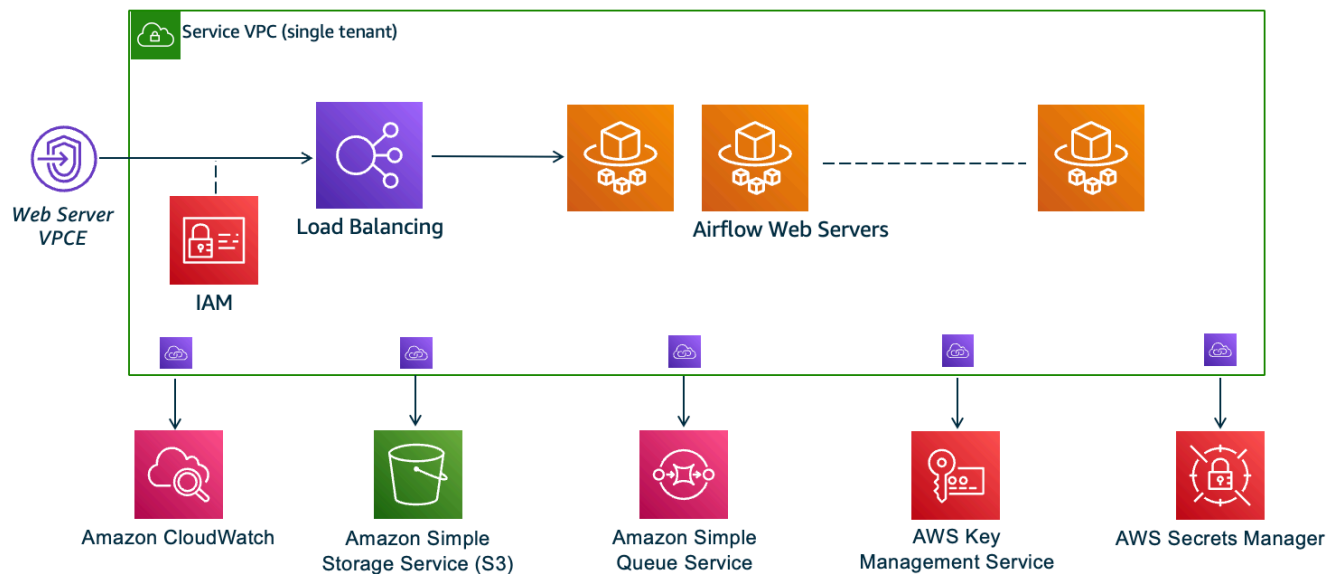 Service VPC (single tenant)
Web Server
VPCE
IAM
Load Balancing
Airflow Web Servers
Amazon CloudWatch
Amazon Simple
Storage Service (S3)
Amazon Simple
Queue Service
AWS Key
Management Service
AWS Secrets Manager